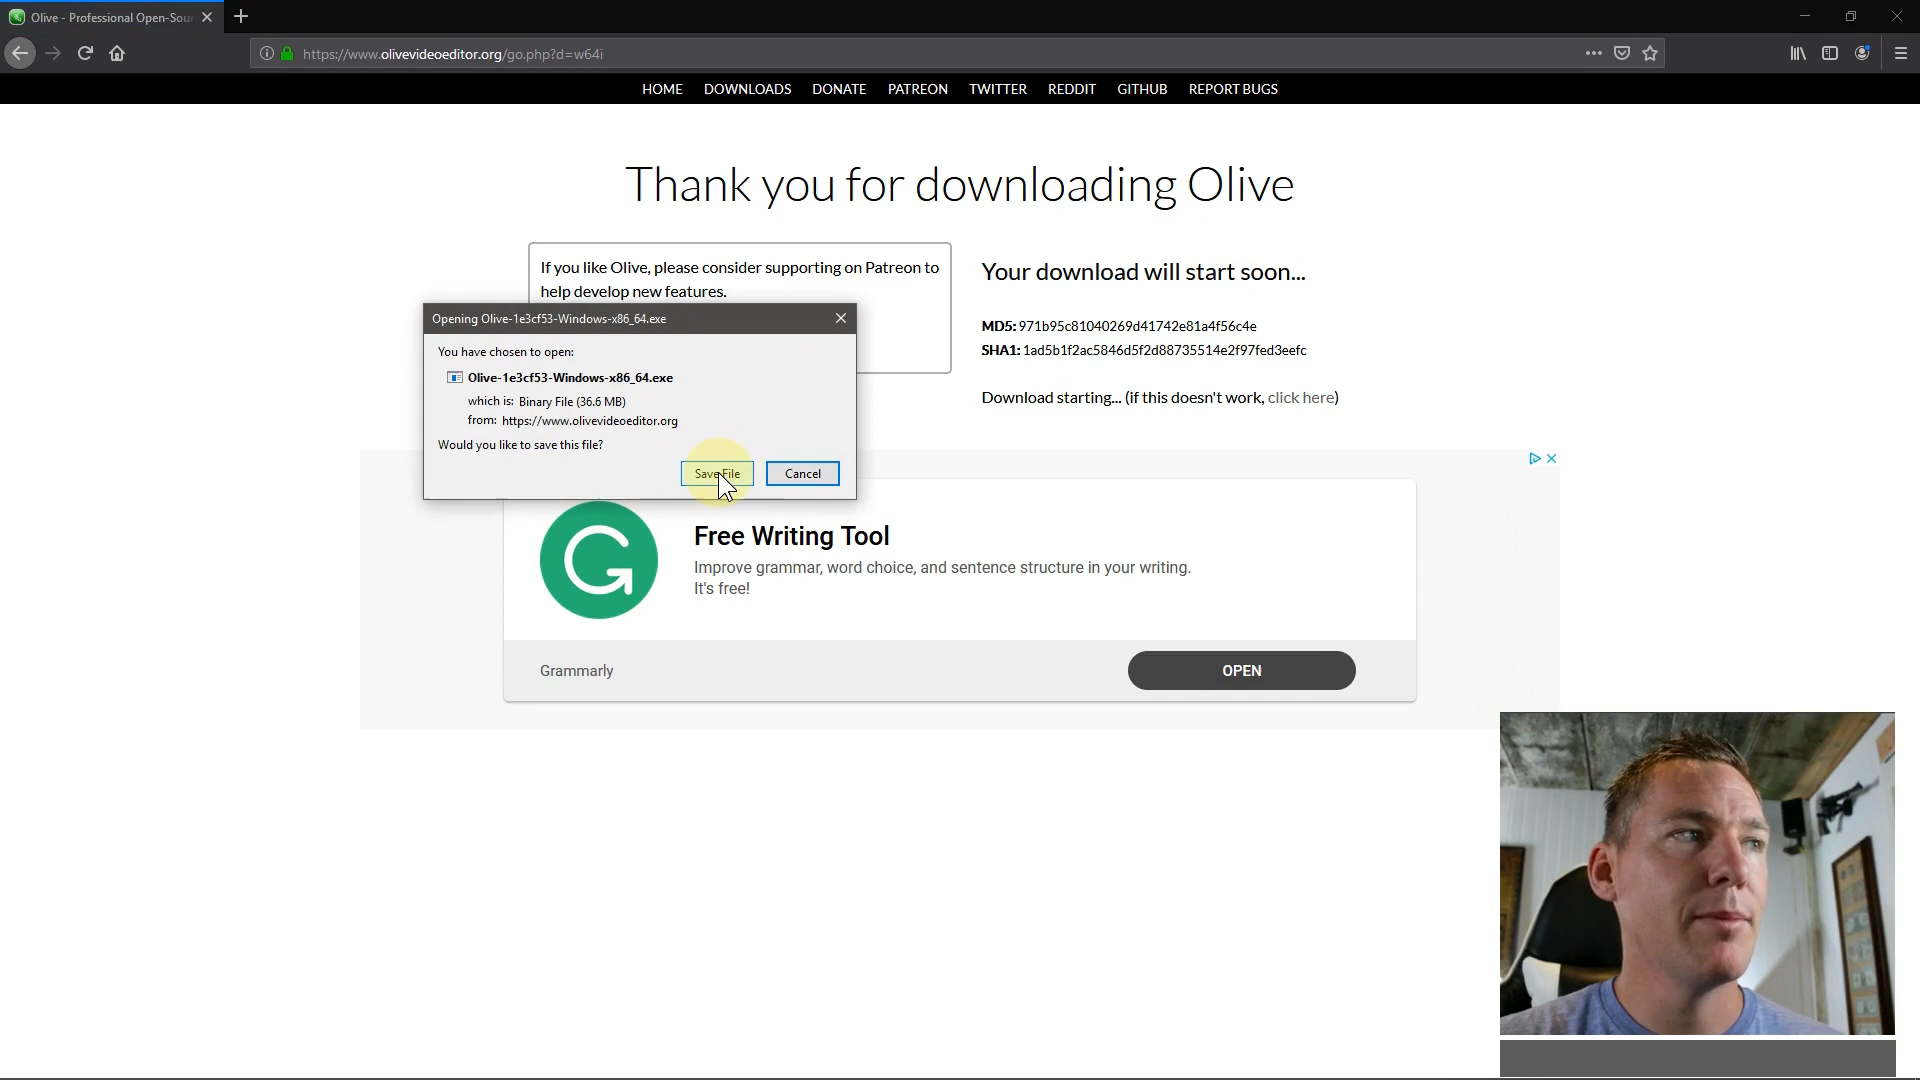 Olive - Professional Open-Sour
https://www.olivevideoeditor.org/go.php?d=w64i
HOME DOWNLOADS DONATE PATREON TWITTER REDDIT GITHUB REPORT BUGS
Thank you for downloading Olive
If you like Olive, please consider supporting on Patreon to
help develop new features.
Your download will start soon...
MD5: 971b95c81040269d41742e81a4f56c4e
SHA1: 1ad5b1f2ac5846d5f2d88735514e2f97fed3eefc
Download starting... (if this doesn't work, click here)
Opening Olive-1e3cf53-Windows-x86_64.exe
You have chosen to open:
Olive-1e3cf53-Windows-x86_64.exe
which is: Binary File (36.6 MB)
from: https://www.olivevideoeditor.org
Would you like to save this file?
Save File Cancel
Free Writing Tool
Improve grammar, word choice, and sentence structure in your writing.
It's free!
Grammarly OPEN